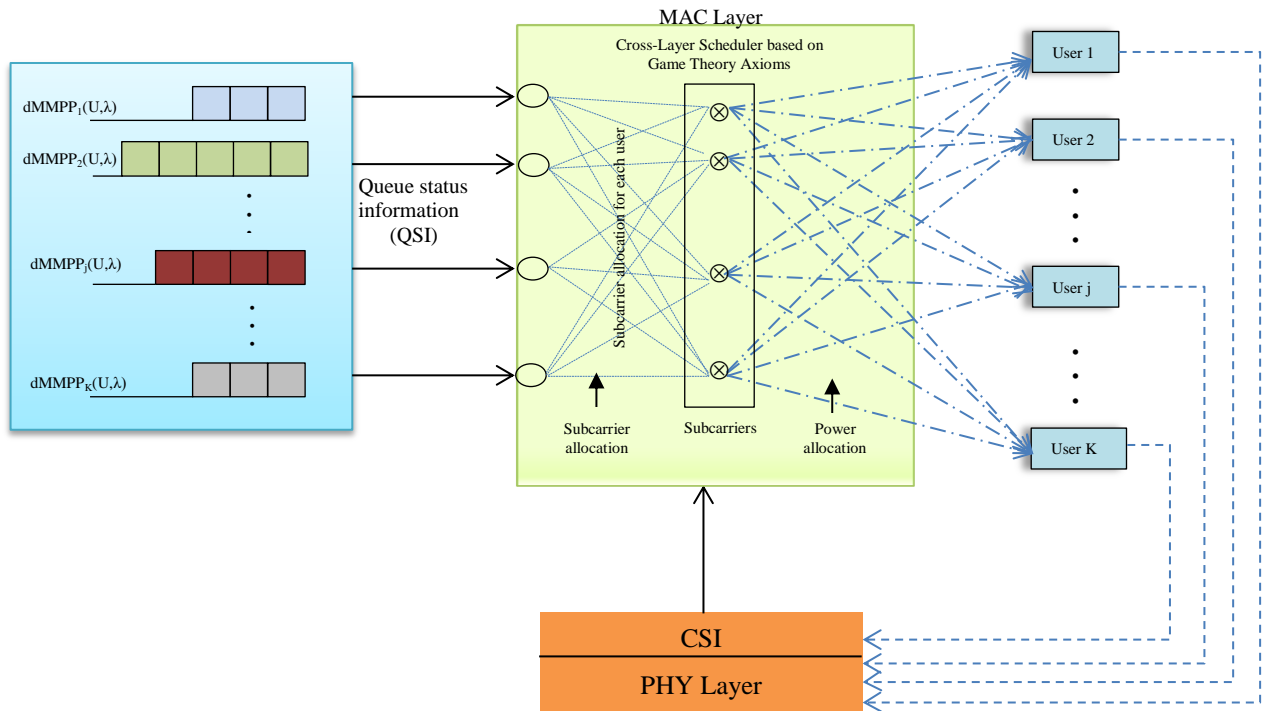 MAC Layer
Cross-Layer Scheduler based on
Game Theory Axioms
dMMPP1(U,λ)
dMMPP2(U,λ)
dMMPPj(U,λ)
dMMPPK(U,λ)
Queue status
information
(QSI)
Subcarrier allocation for each user
Subcarrier
allocation
Subcarriers
Power
allocation
User 1
User 2
User j
User K
CSI
PHY Layer